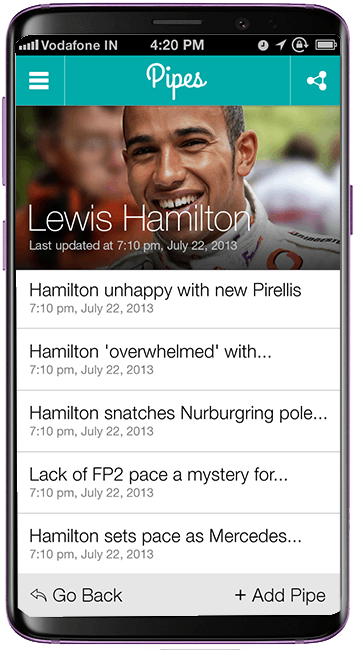 Vodafone IN 4:20 PM
Pipes
Lewis Hamilton
Last updated at 7:10 pm, July 22, 2013
Hamilton unhappy with new Pirellis
7:10 pm, July 22, 2013
Hamilton 'overwhelmed' with...
7:10 pm, July 22, 2013
Hamilton snatches Nurburgring pole...
7:10 pm, July 22, 2013
Lack of FP2 pace a mystery for...
7:10 pm, July 22, 2013
Hamilton sets pace as Mercedes...
7:10 pm, July 22, 2013
Go Back + Add Pipe